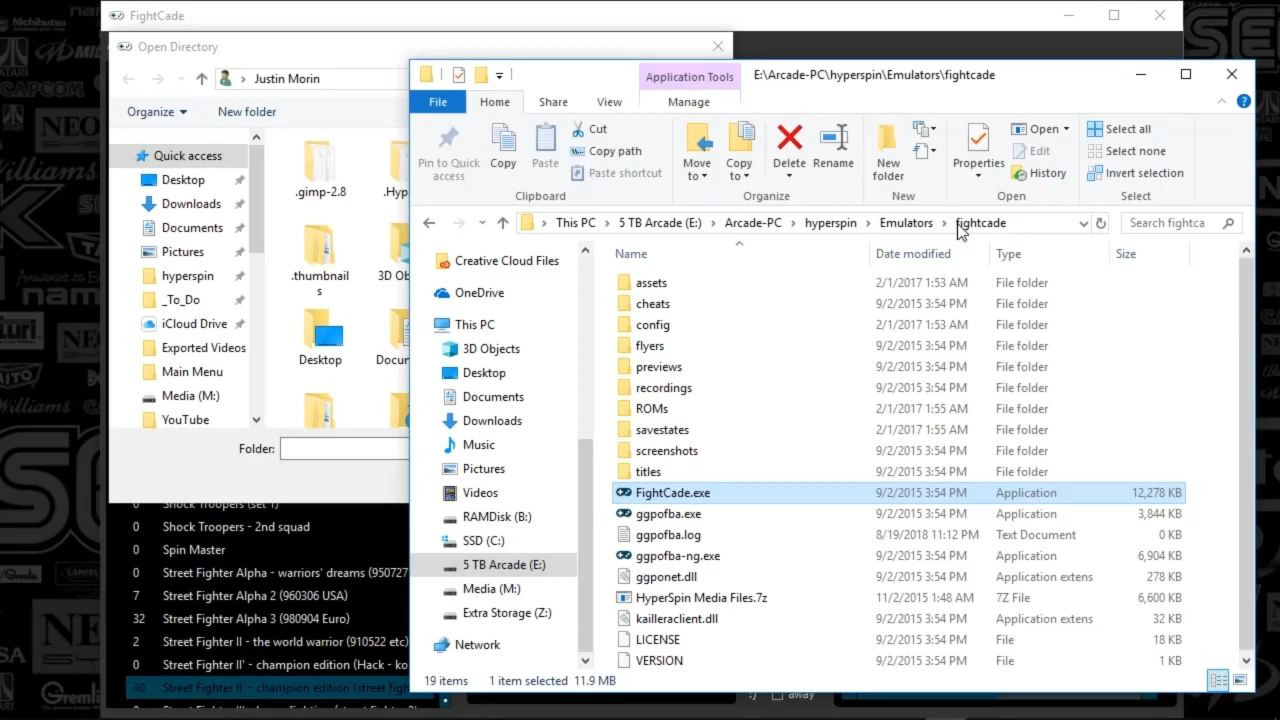 FightCade
Open Directory
Justin Morin
Organize
New folder
Quick access
Desktop
Downloads
Documents
Pictures
hyperspin
_To_Do
iCloud Drive
Exported Videos
Main Menu
Media (M:)
YouTube
.gimp-2.8
.Hyp
.thumbnail
s
3D Ob
Desktop
Docun
Folder:
Application Tools
E:\Arcade-PC\hyperspin\Emulators\fightcade
File
Home
Share
View
Manage
Pin to Quick
access
Copy
Paste
Cut
Copy path
Paste shortcut
Clipboard
Move
to
Copy
to
Delete
Rename
Organize
New
folder
New
Properties
Open
Edit
History
Open
Select all
Select none
Invert selection
Select
This PC
5 TB Arcade (E:)
Arcade-PC
hyperspin
Emulators
fightcade
Search fightca
Creative Cloud Files
OneDrive
This PC
3D Objects
Desktop
Documents
Downloads
Music
Pictures
Videos
RAMDisk (B:)
SSD (C:)
5 TB Arcade (E:)
Media (M:)
Extra Storage (Z:)
Network
Name Date modified Type Size
assets 2/1/2017 1:53 AM File folder
cheats 9/2/2015 3:54 PM File folder
config 2/1/2017 1:53 AM File folder
flyers 9/2/2015 3:54 PM File folder
previews 9/2/2015 3:54 PM File folder
recordings 9/2/2015 3:54 PM File folder
ROMs 2/1/2017 1:55 AM File folder
savestates 2/1/2017 1:55 AM File folder
screenshots 9/2/2015 3:54 PM File folder
titles 9/2/2015 3:54 PM File folder
FightCade.exe 9/2/2015 3:54 PM Application 12,278 KB
ggpofba.exe 9/2/2015 3:54 PM Application 3,844 KB
ggpofba.log 8/19/2018 11:12 PM Text Document 0 KB
ggpofba-ng.exe 9/2/2015 3:54 PM Application 6,904 KB
ggponet.dll 9/2/2015 3:54 PM Application extens 278 KB
HyperSpin Media Files.7z 11/2/2015 1:48 AM 7Z File 6,600 KB
kailleraclient.dll 9/2/2015 3:54 PM Application extens 32 KB
LICENSE 9/2/2015 3:54 PM File 18 KB
VERSION 9/2/2015 3:54 PM File 1 KB
19 items 1 item selected 11.9 MB
0 Shock Troopers (set 1)
0 Shock Troopers - 2nd squad
0 Spin Master
0 Street Fighter Alpha - warriors' dreams (950727
7 Street Fighter Alpha 2 (960306 USA)
32 Street Fighter Alpha 3 (980904 Euro)
2 Street Fighter II - the world warrior (910522 etc)
0 Street Fighter II' - champion edition (Hack - ko
30 Street Fighter II' - champion edition (street figh
away
Nichibutsu
ATARI
CAPCOM
NEO
Williams
TAITO
Williams
Gremlin